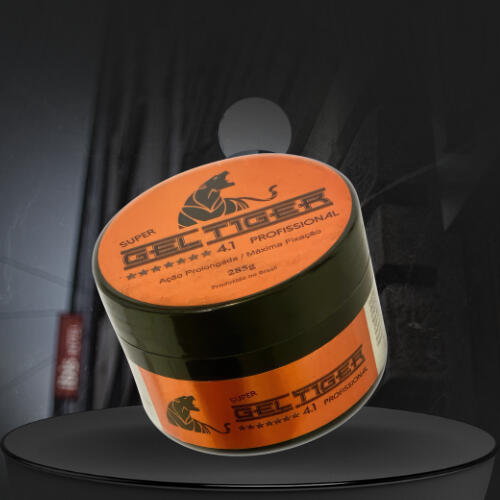 SUPER
GEL TIGER
******* 4.1 PROFISSIONAL
Ação Prolongada / Máxima Fixação
285g
Produzido no Brasil
SUPER
GEL TIGER
******* 4.1 PROFISSIONAL